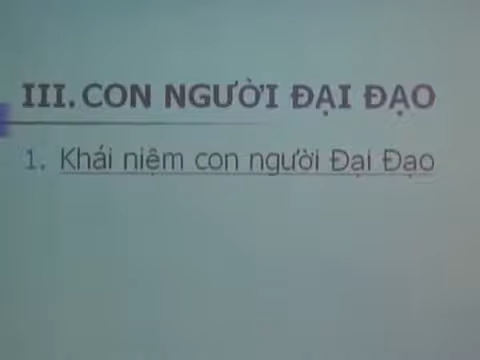 III. CON NGƯỜI ĐẠI ĐẠO
1. Khái niệm con người Đại Đạo